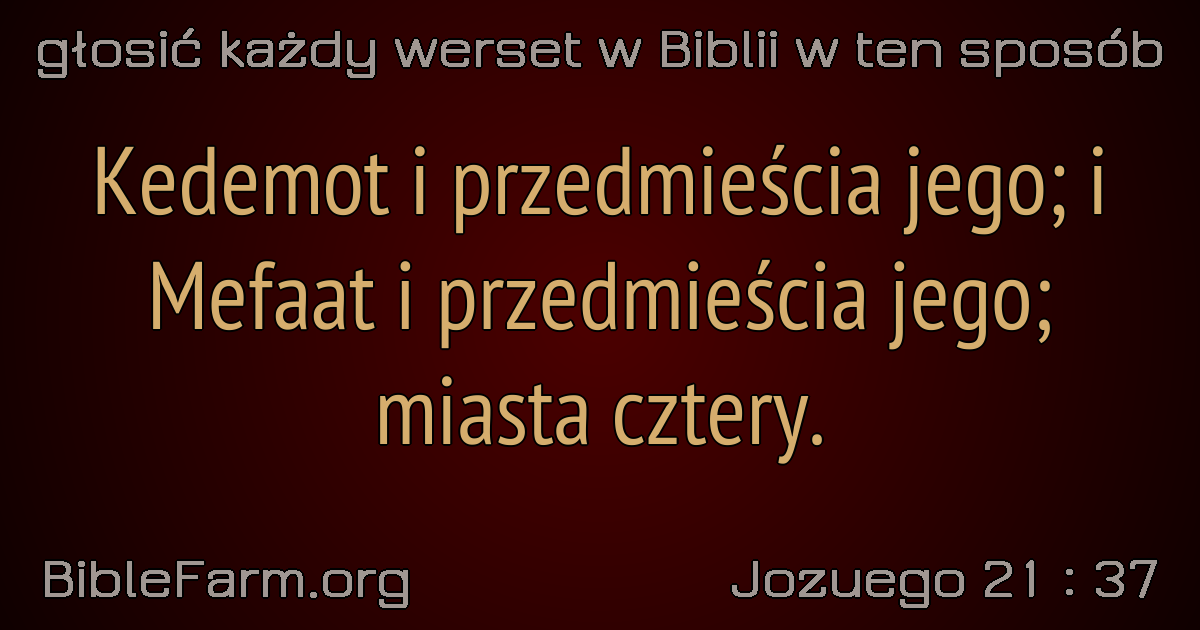 głosić każdy werset w Biblii w ten sposób
Kedemot i przedmieścia jego; i
Mefaat i przedmieścia jego;
miasta cztery.
BibleFarm.org
Jozuego 21 : 37